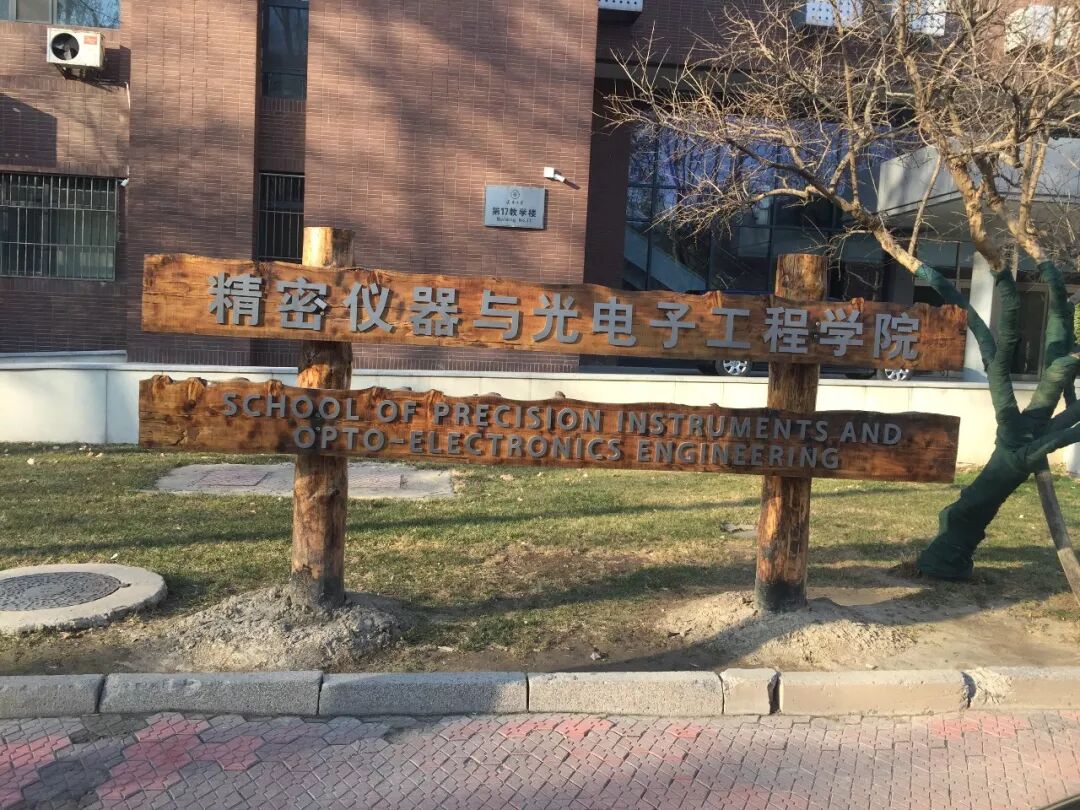 第17教学楼
精密仪器与光电子工程学院
SCHOOL OF PRECISION INSTRUMENTS AND
OPTO-ELECTRONICS ENGINEERING